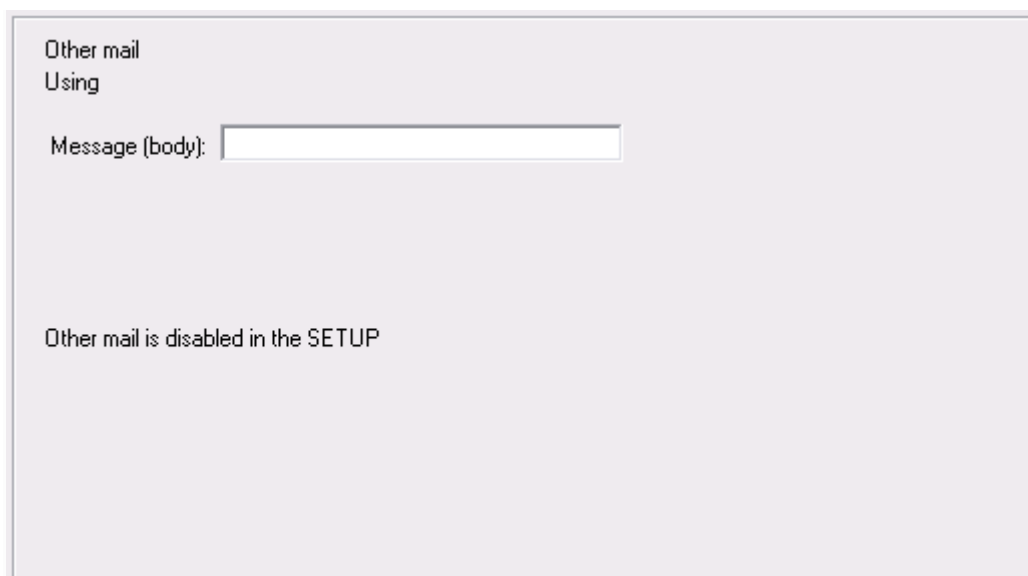 Other mail
Using
Message (body):
Other mail is disabled in the SETUP